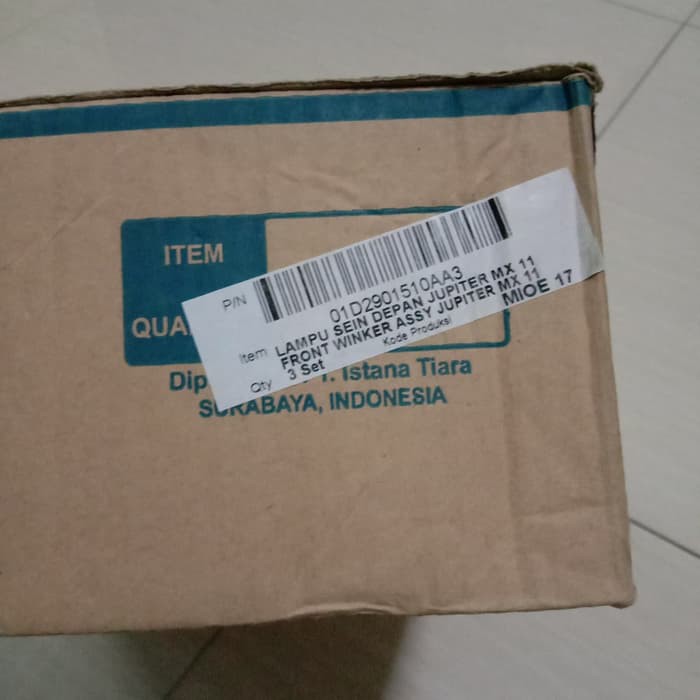 ITEM
QUA
P/N
01D2901510AA3
Item LAMPU SEIN DEPAN JUPITER MX 11
FRONT WINKER ASSY JUPITER MX 11
Qty 3 Set
Kode Produksi MIOE 17
Dip T. Istana Tiara
SURABAYA, INDONESIA